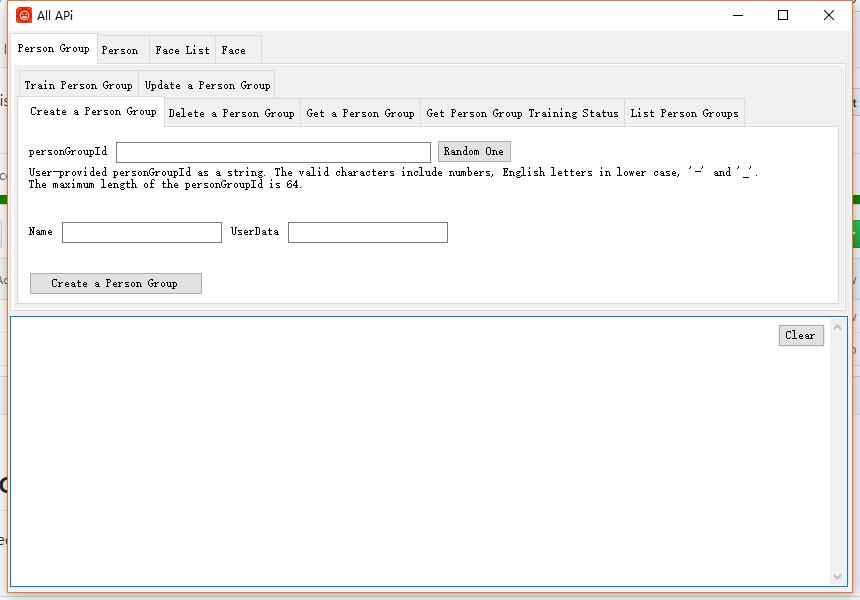 All APi
Person Group Person Face List Face
Train Person Group Update a Person Group
Create a Person Group Delete a Person Group Get a Person Group Get Person Group Training Status List Person Groups
personGroupId Random One
User-provided personGroupId as a string. The valid characters include numbers, English letters in lower case, '-' and '_'.
The maximum length of the personGroupId is 64.
Name UserData
Create a Person Group
Clear